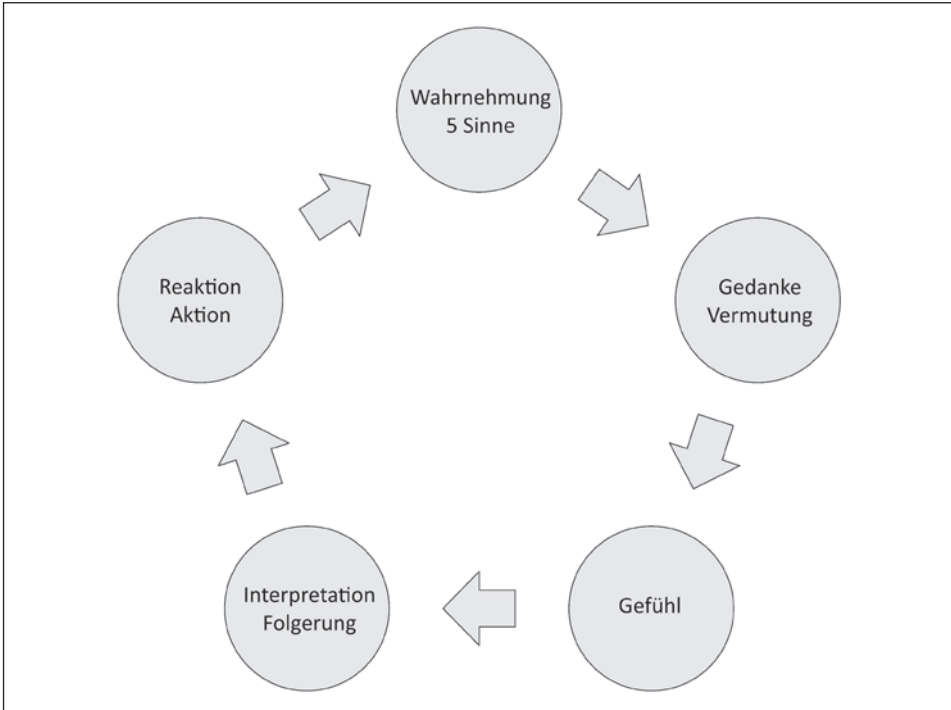 Wahrnehmung
5 Sinne
Gedanke
Vermutung
Gefühl
Interpretation
Folgerung
Reaktion
Aktion